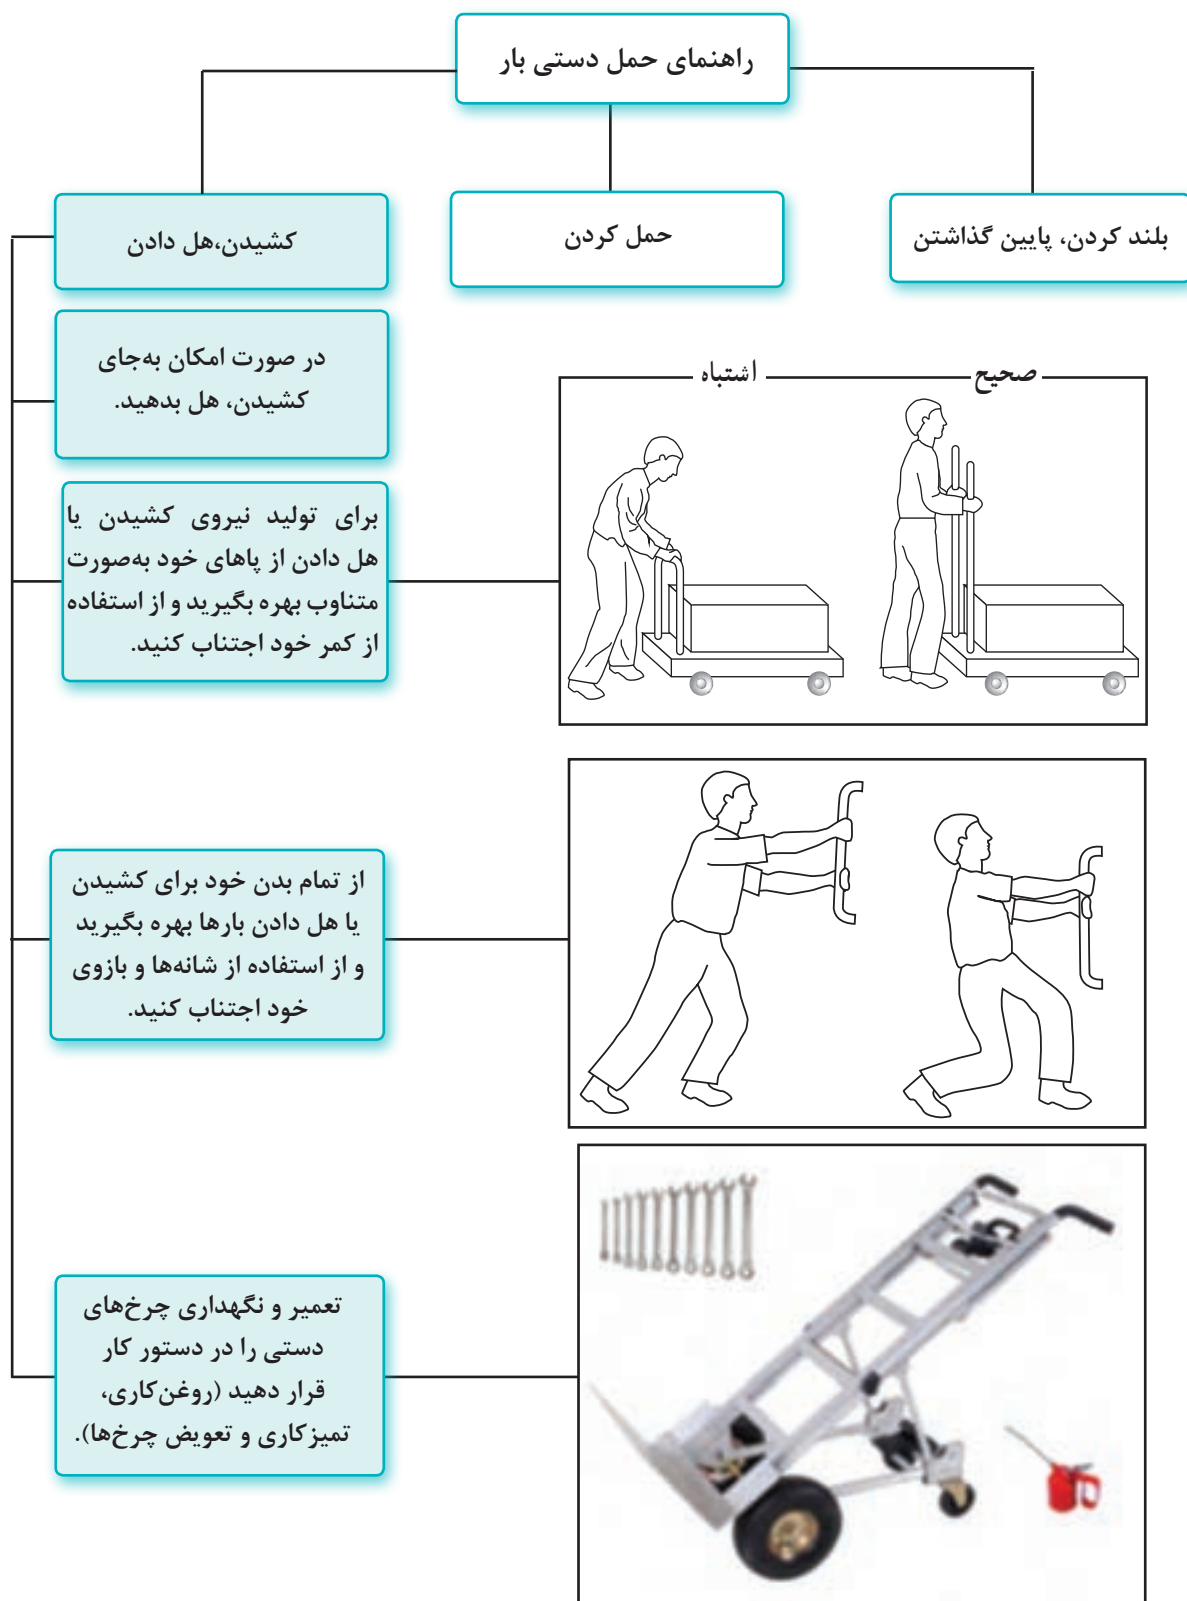 راهنمای حمل دستی بار
بلند کردن، پایین گذاشتن
حمل کردن
کشیدن،هل دادن
در صورت امکان به‌جای
کشیدن، هل بدهید.
صحیح
اشتباه
برای تولید نیروی کشیدن یا
هل دادن از پاهای خود به‌صورت
متناوب بهره بگیرید و از استفاده
از کمر خود اجتناب کنید.
از تمام بدن خود برای کشیدن
یا هل دادن بارها بهره بگیرید
و از استفاده از شانه‌ها و بازوی
خود اجتناب کنید.
تعمیر و نگهداری چرخ‌های
دستی را در دستور کار
قرار دهید (روغن‌کاری،
تمیزکاری و تعویض چرخ‌ها).